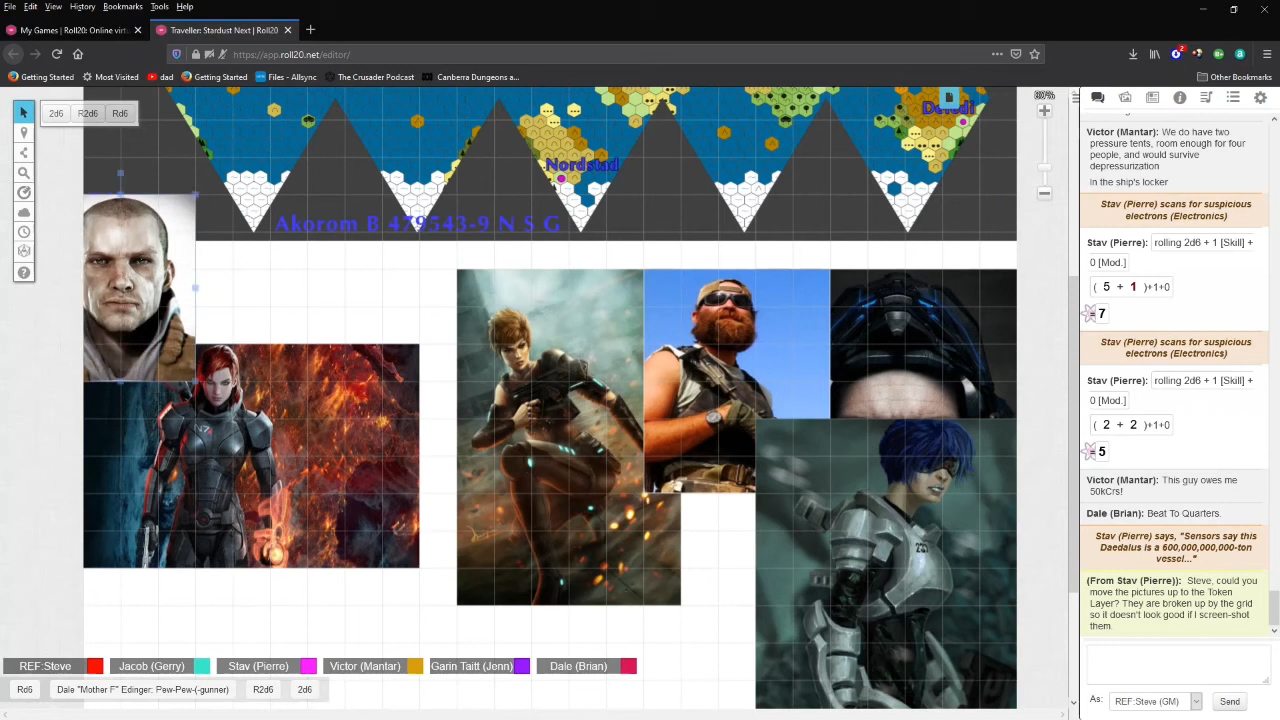 File Edit View History Bookmarks Tools Help
My Games | Roll20: Online virtu
Traveller: Stardust Next | Roll20
https://app.roll20.net/editor/
Getting Started Most Visited dad Getting Started Files - Allsync The Crusader Podcast Canberra Dungeons a... Other Bookmarks
2d6 R2d6 Rd6
80%
Nordstad
Akorom B 479543-9 N S G
N7
Victor (Mantar): We do have two
pressure tents, room enough for
four people, and would survive
depressurization
In the ship's locker
Stav (Pierre) scans for suspicious
electrons (Electronics)
Stav (Pierre): rolling 2d6 + 1 [Skill] +
0 [Mod.]
( 5 + 1 )+1+0
=7
Stav (Pierre) scans for suspicious
electrons (Electronics)
Stav (Pierre): rolling 2d6 + 1 [Skill] +
0 [Mod.]
( 2 + 2 )+1+0
=5
Victor (Mantar): This guy owes me
50kCrs!
Dale (Brian): Beat To Quarters.
Stav (Pierre) says, "Sensors say this
Daedalus is a 600,000,000,000-ton
vessel..."
(From Stav (Pierre)): Steve, could you
move the pictures up to the Token
Layer? They are broken up by the grid
so it doesn't look good if I screen-shot
them.
REF:Steve Jacob (Gerry) Stav (Pierre) Victor (Mantar) Garin Taitt (Jenn) Dale (Brian)
Rd6 Dale "Mother F" Edinger: Pew-Pew-(-gunner) R2d6 2d6
As: REF:Steve (GM) Send